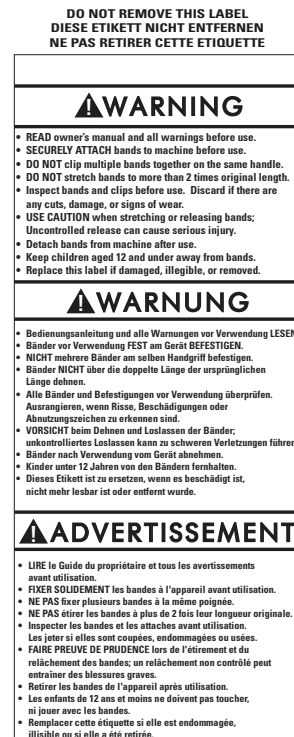 DO NOT REMOVE THIS LABEL
DIESE ETIKETT NICHT ENTFERNEN
NE PAS RETIRER CETTE ETIQUETTE
WARNING
• READ owner's manual and all warnings before use.
• SECURELY ATTACH bands to machine before use.
• DO NOT clip multiple bands together on the same handle.
• DO NOT stretch bands to more than 2 times original length.
• Inspect bands and clips before use. Discard if there are
any cuts, damage, or signs of wear.
• USE CAUTION when stretching or releasing bands;
Uncontrolled release can cause serious injury.
• Detach bands from machine after use.
• Keep children aged 12 and under away from bands.
• Replace this label if damaged, illegible, or removed.
WARNUNG
• Bedienungsanleitung und alle Warnungen vor Verwendung LESEN
• Bänder vor Verwendung FEST am Gerät BEFESTIGEN.
• NICHT mehrere Bänder am selben Handgriff befestigen.
• Bänder NICHT über die doppelte Länge der ursprünglichen
Länge dehnen.
• Alle Bänder und Befestigungen vor Verwendung überprüfen.
Ausrangieren, wenn Risse, Beschädigungen oder
Abnutzungszeichen zu erkennen sind.
• VORSICHT beim Dehnen und Loslassen der Bänder;
unkontrolliertes Loslassen kann zu schweren Verletzungen führen
• Bänder nach Verwendung vom Gerät abnehmen.
• Kinder unter 12 Jahren von den Bändern fernhalten.
• Dieses Etikett ist zu ersetzen, wenn es beschädigt ist,
nicht mehr lesbar ist oder entfernt wurde.
ADVERTISSEMENT
• LIRE le Guide du propriétaire et tous les avertissements
avant utilisation.
• FIXER SOLIDEMENT les bandes à l'appareil avant utilisation.
• NE PAS fixer plusieurs bandes à la même poignée.
• NE PAS étirer les bandes à plus de 2 fois leur longueur originale.
• Inspecter les bandes et les attaches avant utilisation.
Les jeter si elles sont coupées, endommagées ou usées.
• FAIRE PREUVE DE PRUDENCE lors de l'étirement et du
relâchement des bandes; un relâchement non contrôlé peut
entraîner des blessures graves.
• Retirer les bandes de l'appareil après utilisation.
• Les enfants de 12 ans et moins ne doivent pas toucher,
ni jouer avec les bandes.
• Remplacer cette étiquette si elle est endommagée,
illisible ou si elle a été retirée.